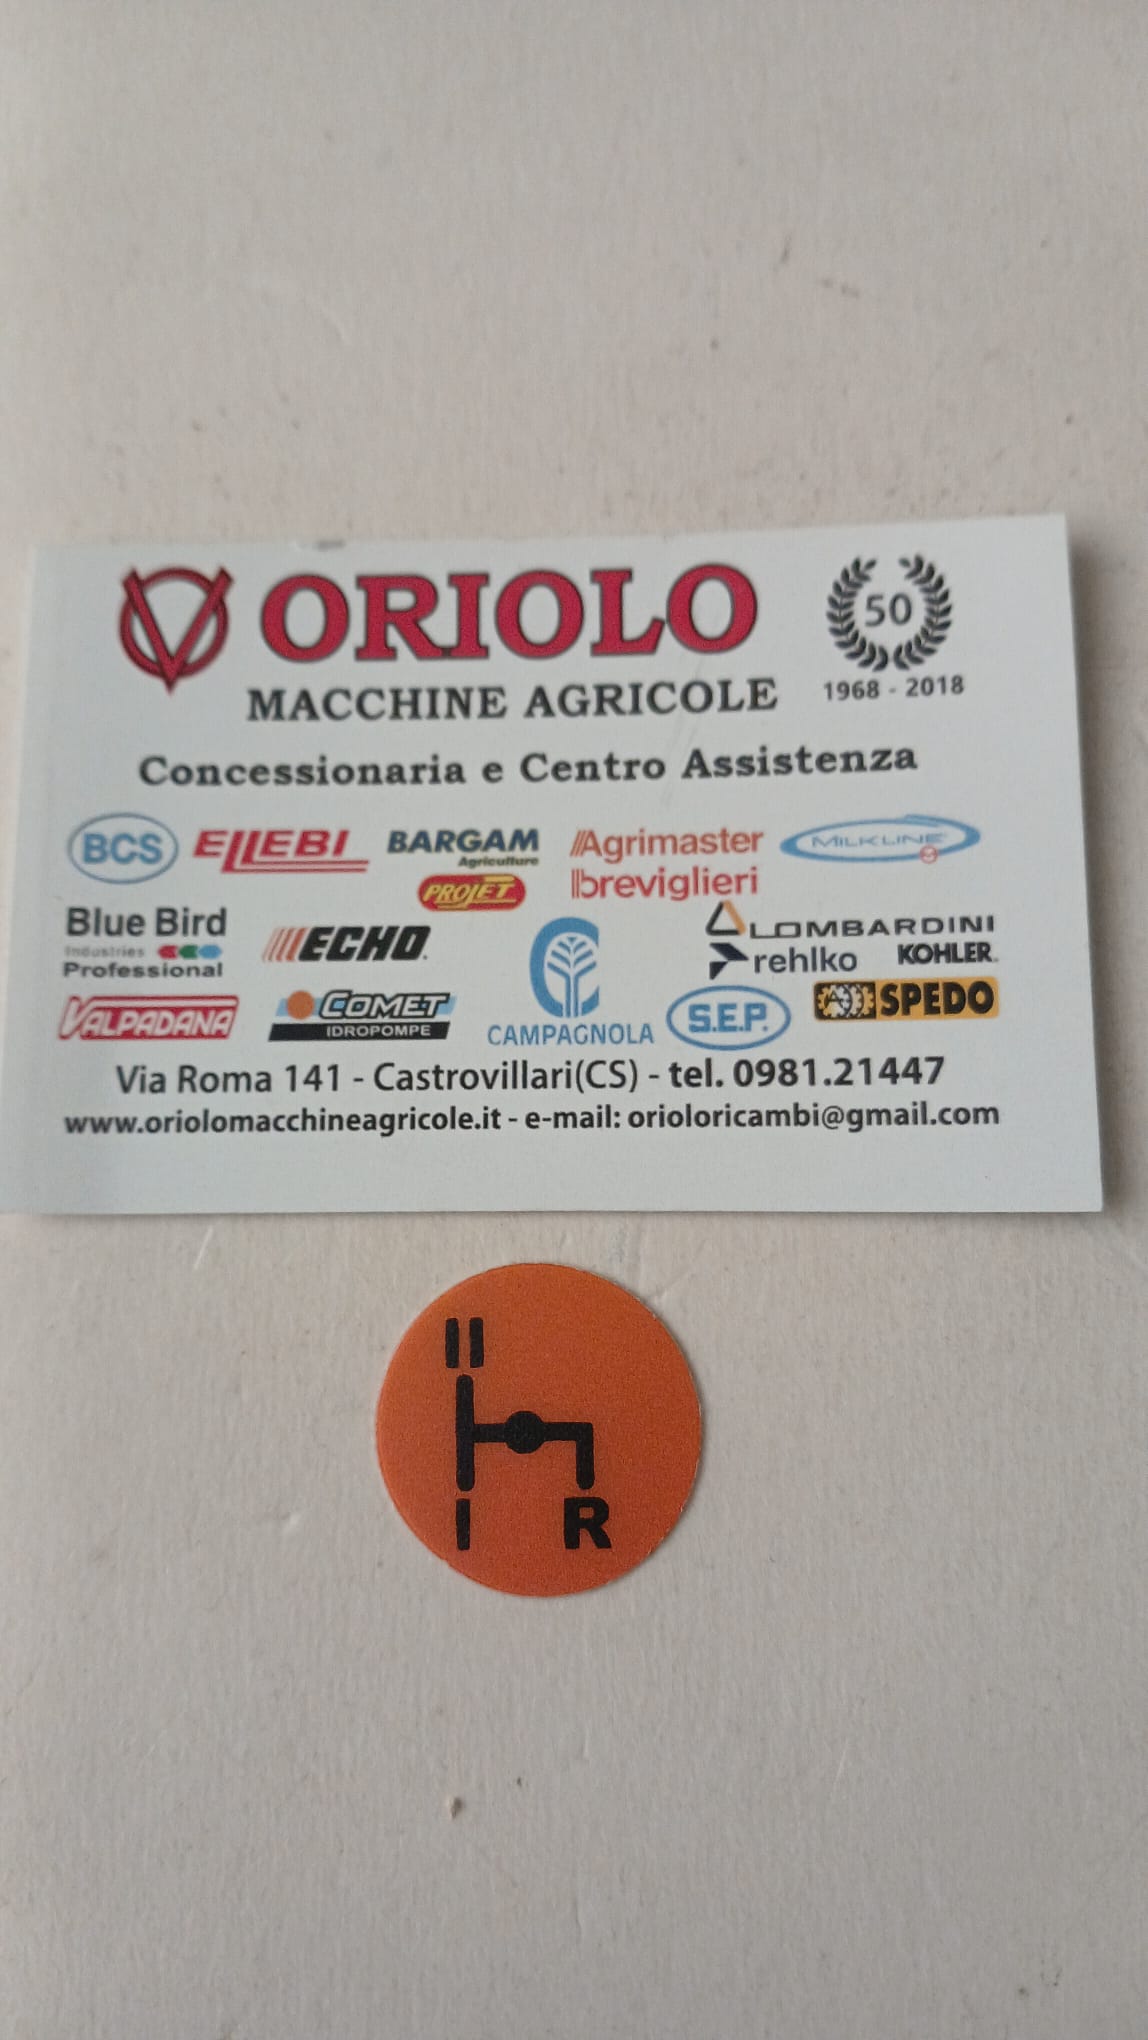 ORIOLO
50
MACCHINE AGRICOLE
1968 - 2018
Concessionaria e Centro Assistenza
BCS ELLEBI BARGAM Agrimaster MILKLINE
Agriculture
PROJET breviglieri
Blue Bird ECHO. LOMBARDINI
Industries rehlko KOHLER.
Professional
VALPADANA COMET CAMPAGNOLA S.E.P. SPEDO
IDROPOMPE
Via Roma 141 - Castrovillari(CS) - tel. 0981.21447
www.oriolomacchineagricole.it - e-mail: orioloricambi@gmail.com
II
I R